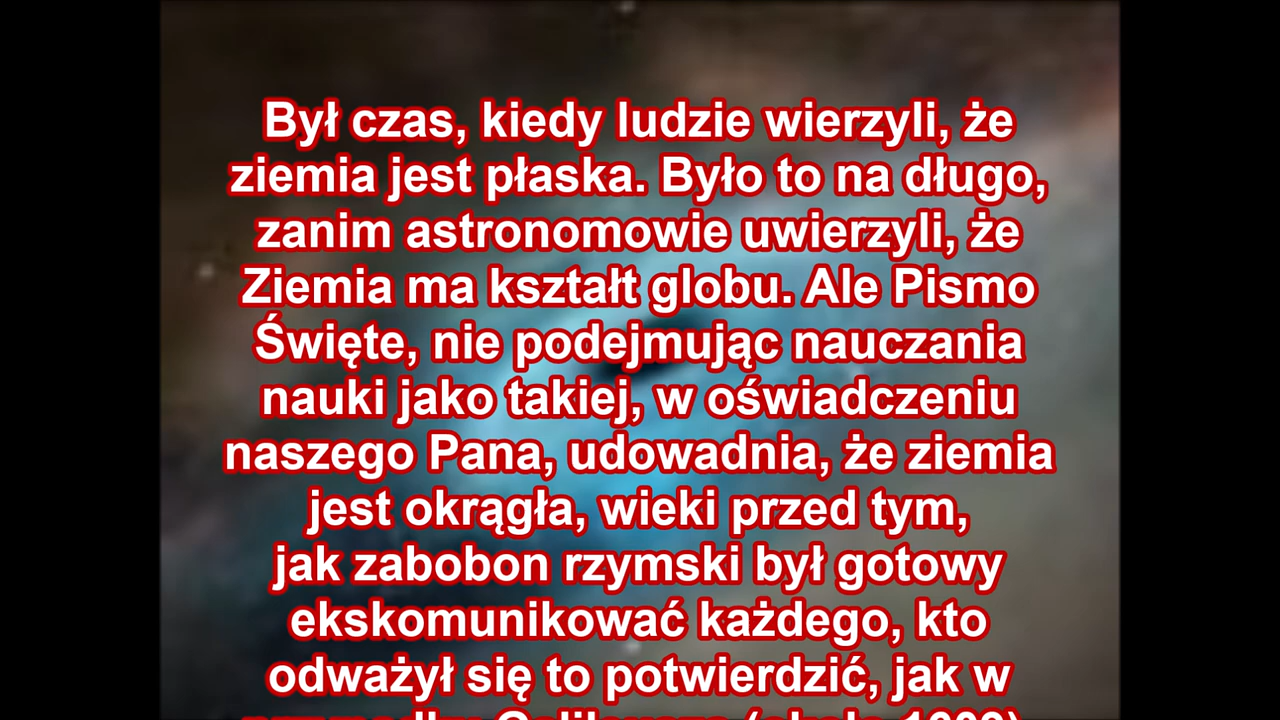 Był czas, kiedy ludzie wierzyli, że
ziemia jest płaska. Było to na długo,
zanim astronomowie uwierzyli, że
Ziemia ma kształt globu. Ale Pismo
Święte, nie podejmując nauczania
nauki jako takiej, w oświadczeniu
naszego Pana, udowadnia, że ziemia
jest okrągła, wieki przed tym,
jak zabobon rzymski był gotowy
ekskomunikować każdego, kto
odważył się to potwierdzić, jak w